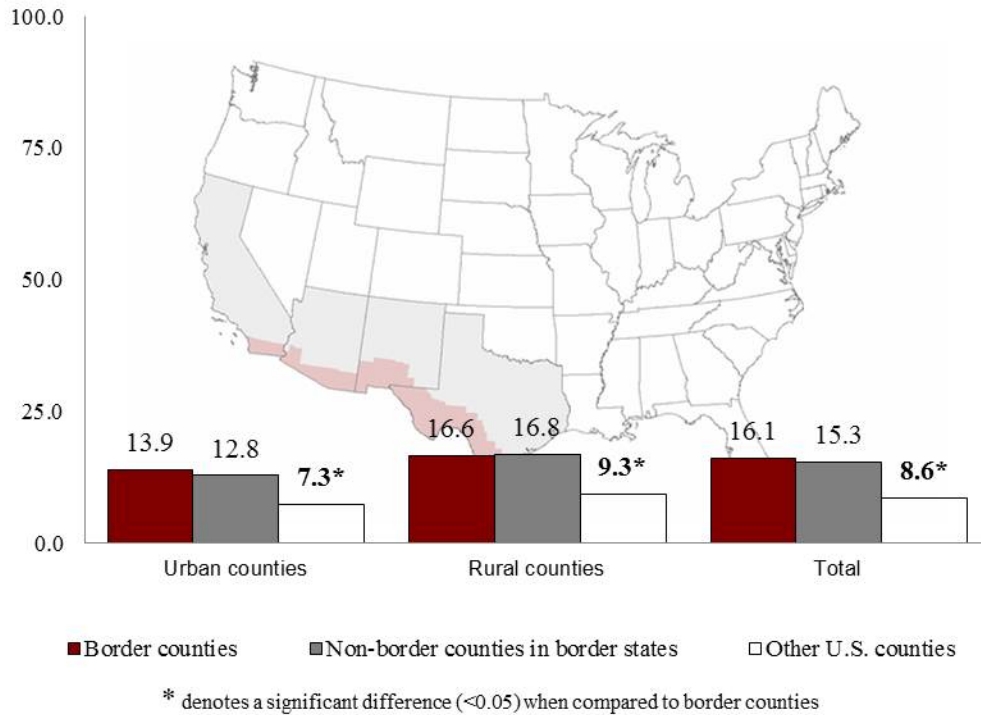 100.0
75.0
50.0
25.0
0.0
13.9 12.8 7.3*
16.6 16.8 9.3*
16.1 15.3 8.6*
Urban counties Rural counties Total
Border counties Non-border counties in border states Other U.S. counties
* denotes a significant difference (<0.05) when compared to border counties